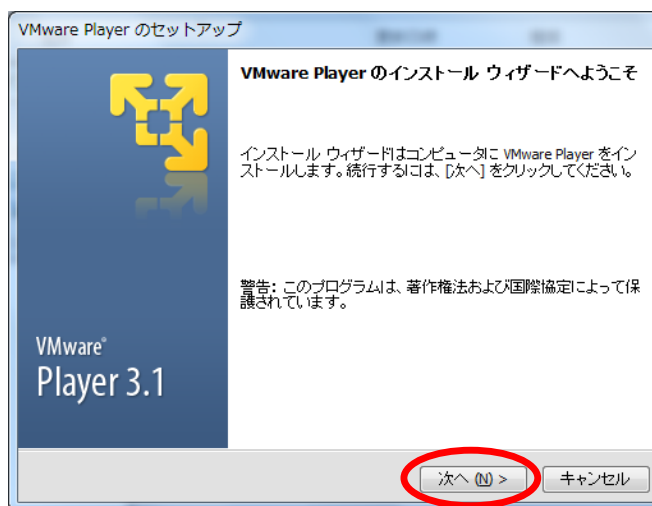 VMware Player のセットアップ
VMware Player のインストール ウィザードへようこそ
インストール ウィザードはコンピュータに VMware Player をイン
ストールします。続行するには、[次へ] をクリックしてください。
警告: このプログラムは、著作権法および国際協定によって保
護されています。
VMware®
Player 3.1
次へ (N) >
キャンセル